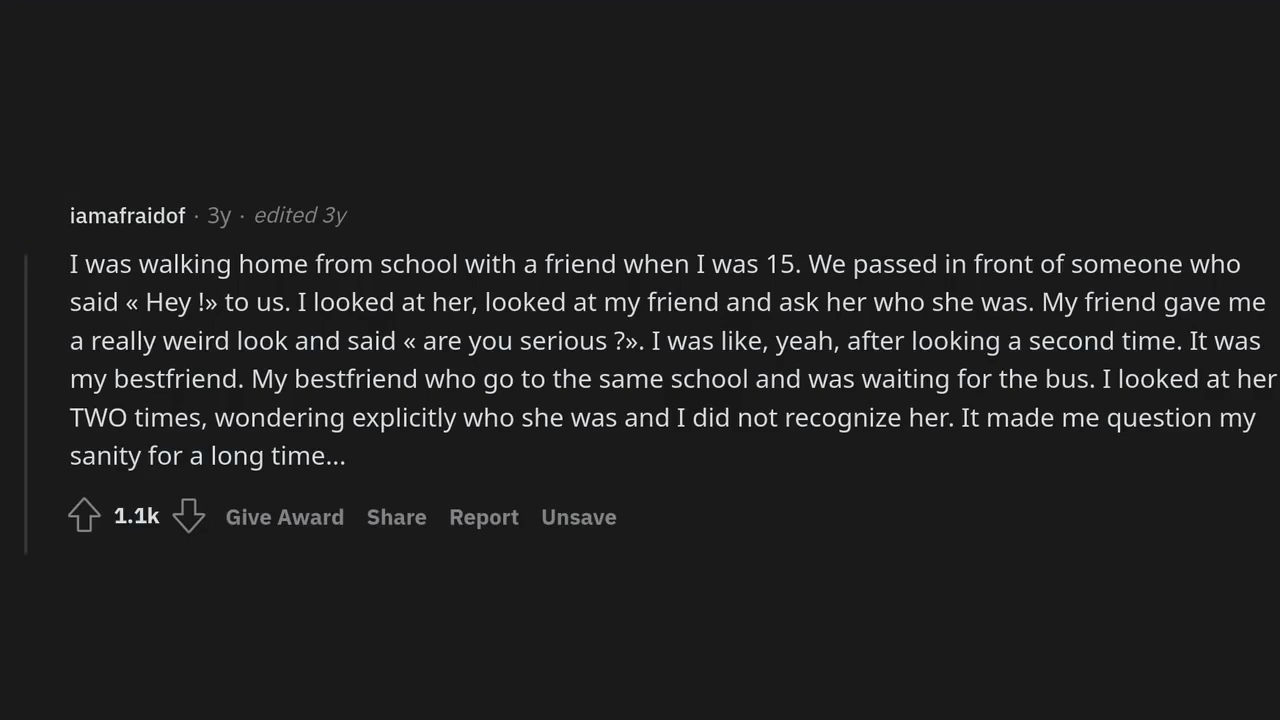 iamafraidof · 3y · edited 3y
I was walking home from school with a friend when I was 15. We passed in front of someone who
said « Hey !» to us. I looked at her, looked at my friend and ask her who she was. My friend gave me
a really weird look and said « are you serious ?». I was like, yeah, after looking a second time. It was
my bestfriend. My bestfriend who go to the same school and was waiting for the bus. I looked at her
TWO times, wondering explicitly who she was and I did not recognize her. It made me question my
sanity for a long time...
1.1k Give Award Share Report Unsave